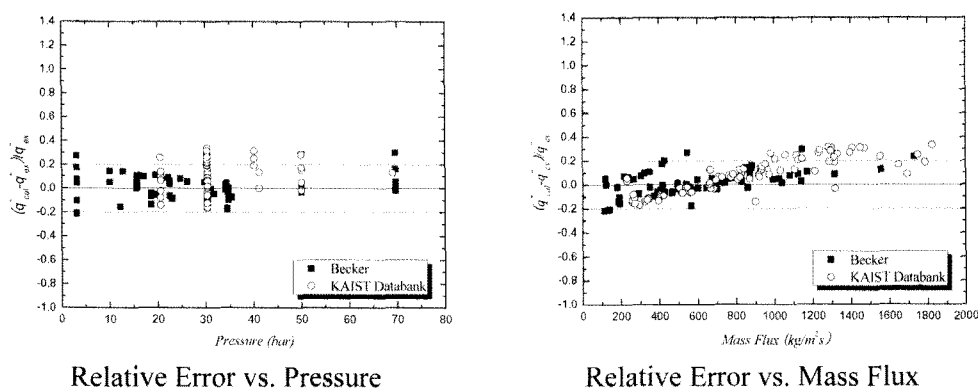 1.4
1.2
1.0
0.8
0.6
0.4
0.2
0.0
-0.2
-0.4
-0.6
-0.8
-1.0
0 10 20 30 40 50 60 70 80
Pressure (bar)
Becker
KAIST Databank
Relative Error vs. Pressure
1.4
1.2
1.0
0.8
0.6
0.4
0.2
0.0
-0.2
-0.4
-0.6
-0.8
-1.0
0 200 400 600 800 1000 1200 1400 1600 1800 2000
Mass Flux (kg/m²s)
Becker
KAIST Databank
Relative Error vs. Mass Flux